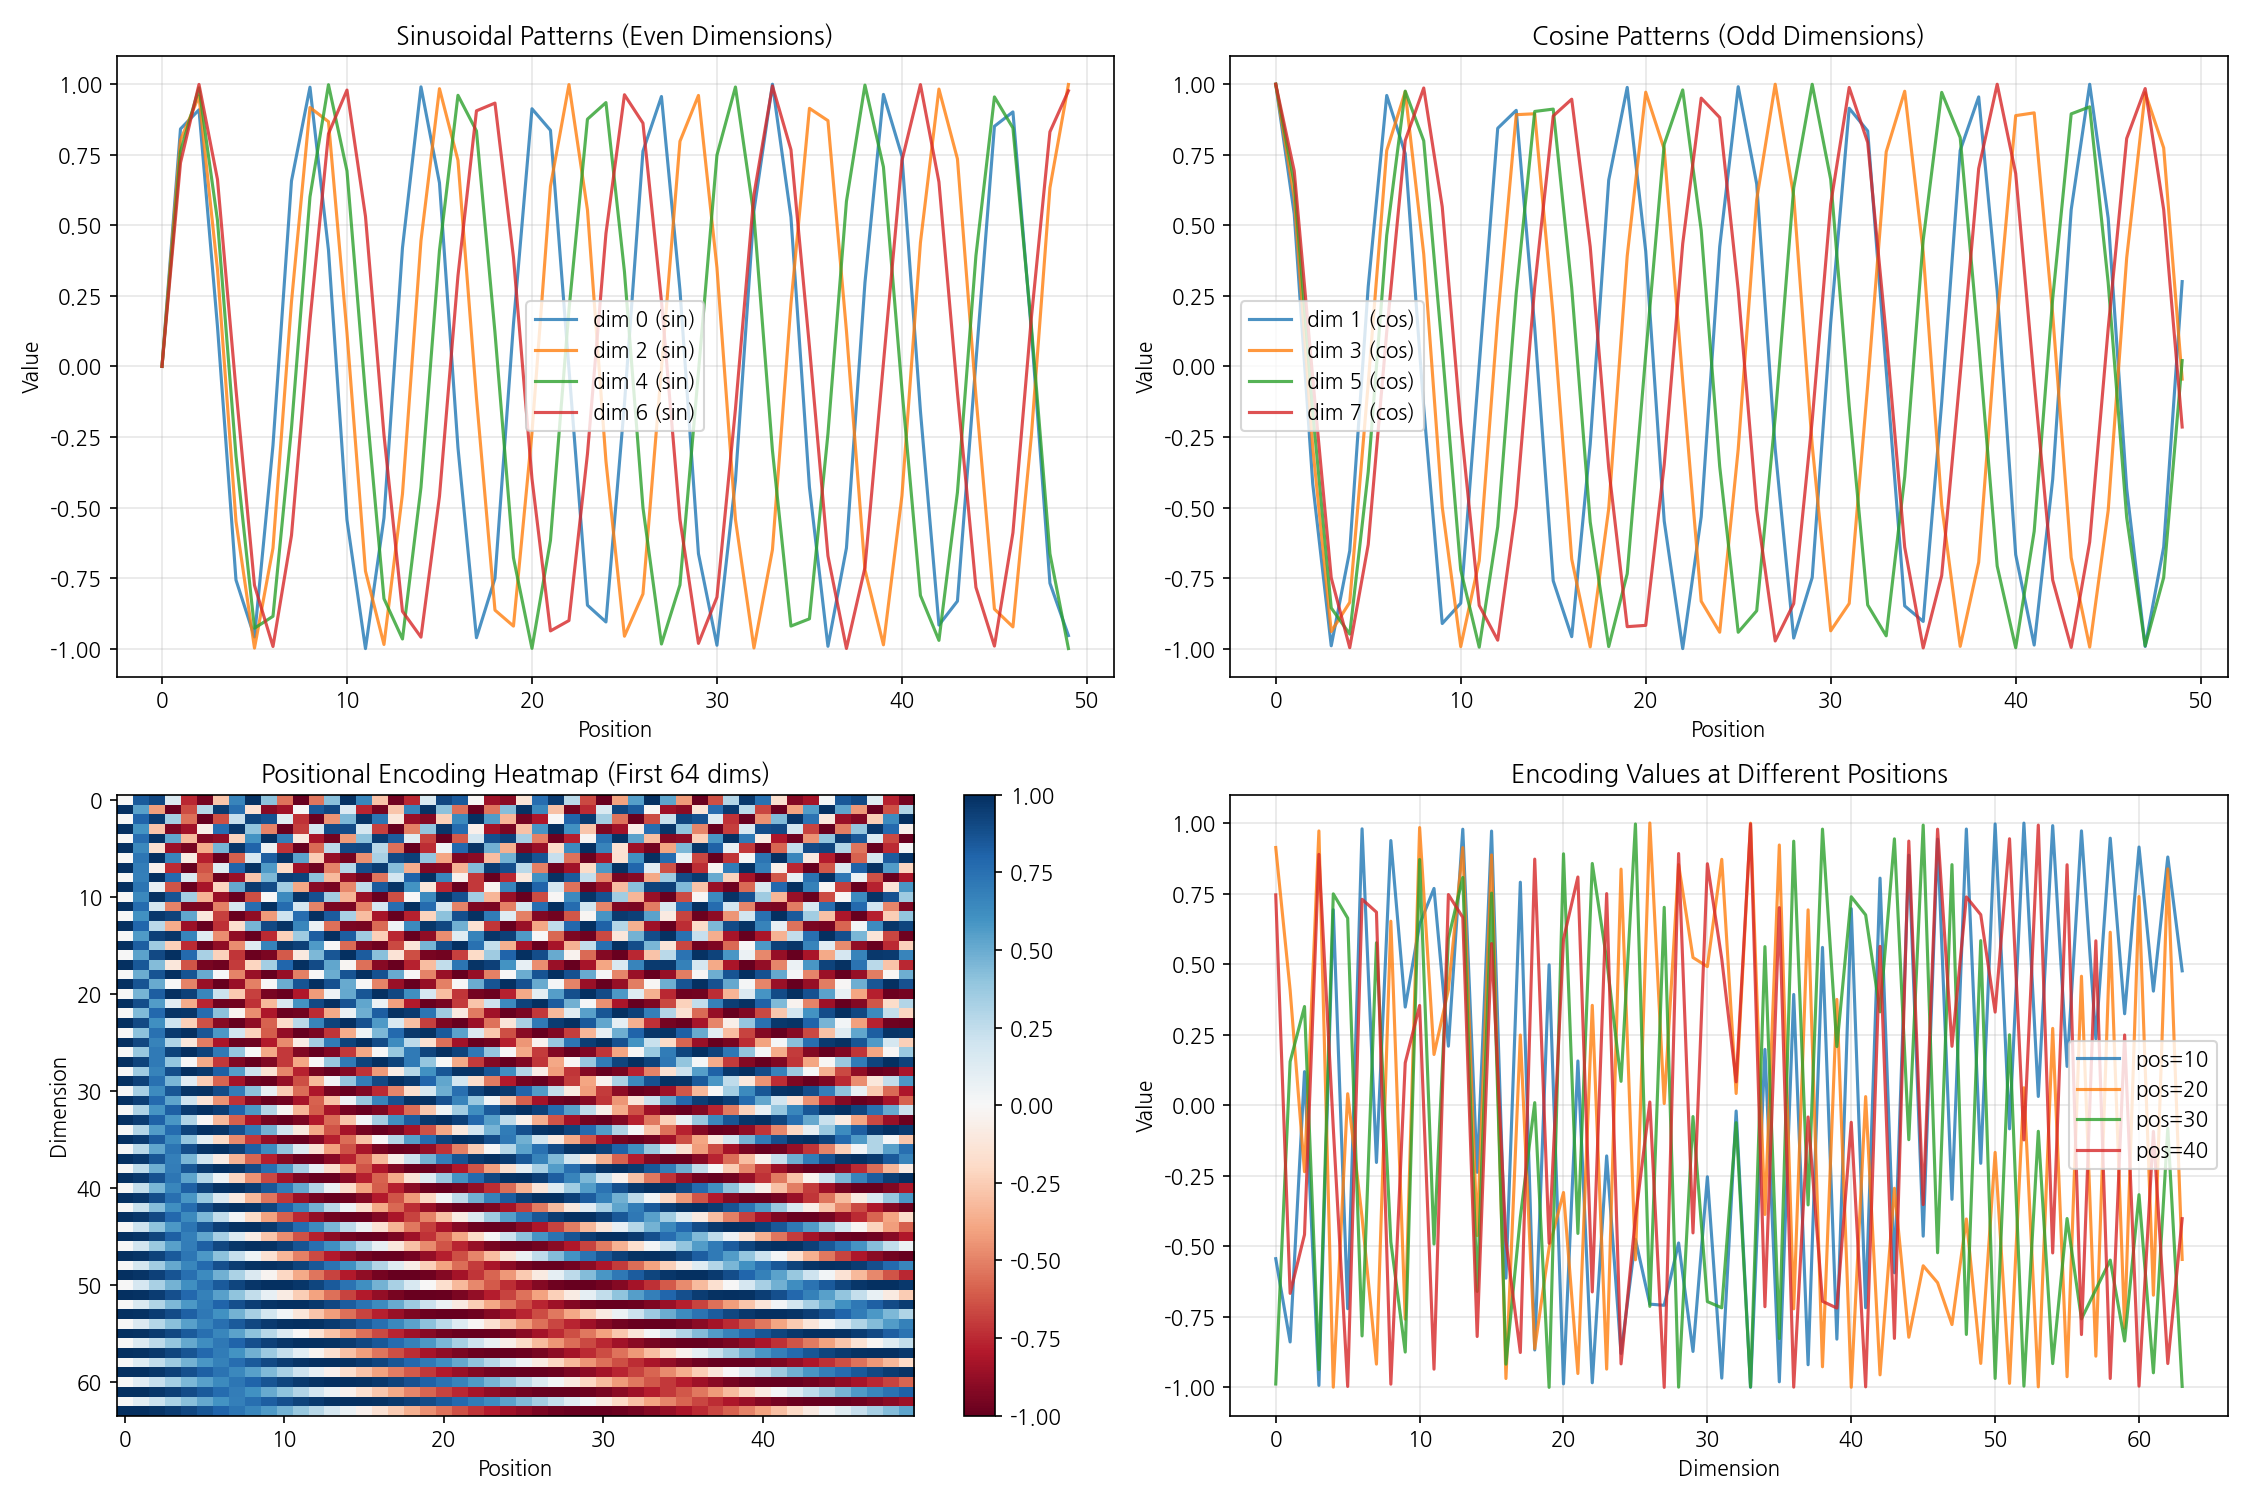 Sinusoidal Patterns (Even Dimensions)
1.00
0.75
0.50
0.25
0.00
-0.25
-0.50
-0.75
-1.00
Value
dim 0 (sin)
dim 2 (sin)
dim 4 (sin)
dim 6 (sin)
0 10 20 30 40 50
Position
Cosine Patterns (Odd Dimensions)
1.00
0.75
0.50
0.25
0.00
-0.25
-0.50
-0.75
-1.00
Value
dim 1 (cos)
dim 3 (cos)
dim 5 (cos)
dim 7 (cos)
0 10 20 30 40 50
Position
Positional Encoding Heatmap (First 64 dims)
0
10
20
30
40
50
60
Dimension
0 10 20 30 40
Position
1.00
0.75
0.50
0.25
0.00
-0.25
-0.50
-0.75
-1.00
Encoding Values at Different Positions
1.00
0.75
0.50
0.25
0.00
-0.25
-0.50
-0.75
-1.00
Value
pos=10
pos=20
pos=30
pos=40
0 10 20 30 40 50 60
Dimension